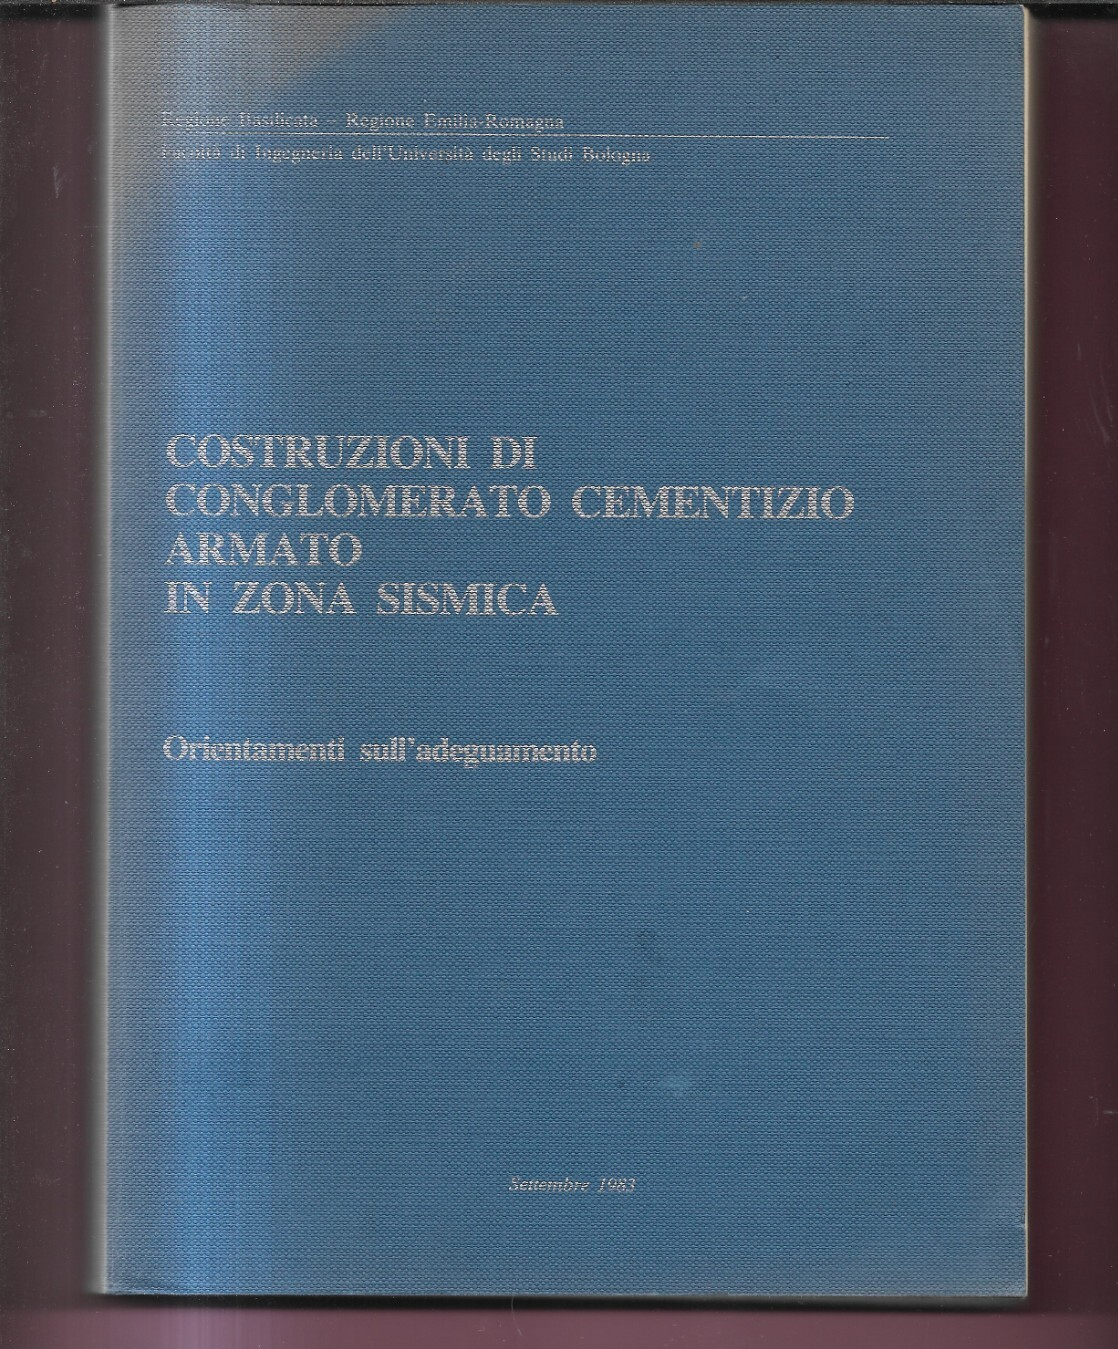 Regione Basilicata - Regione Emilia-Romagna
Facoltà di Ingegneria dell'Università degli Studi Bologna
COSTRUZIONI DI
CONGLOMERATO CEMENTIZIO
ARMATO
IN ZONA SISMICA
Orientamenti sull'adeguamento
Settembre 1983